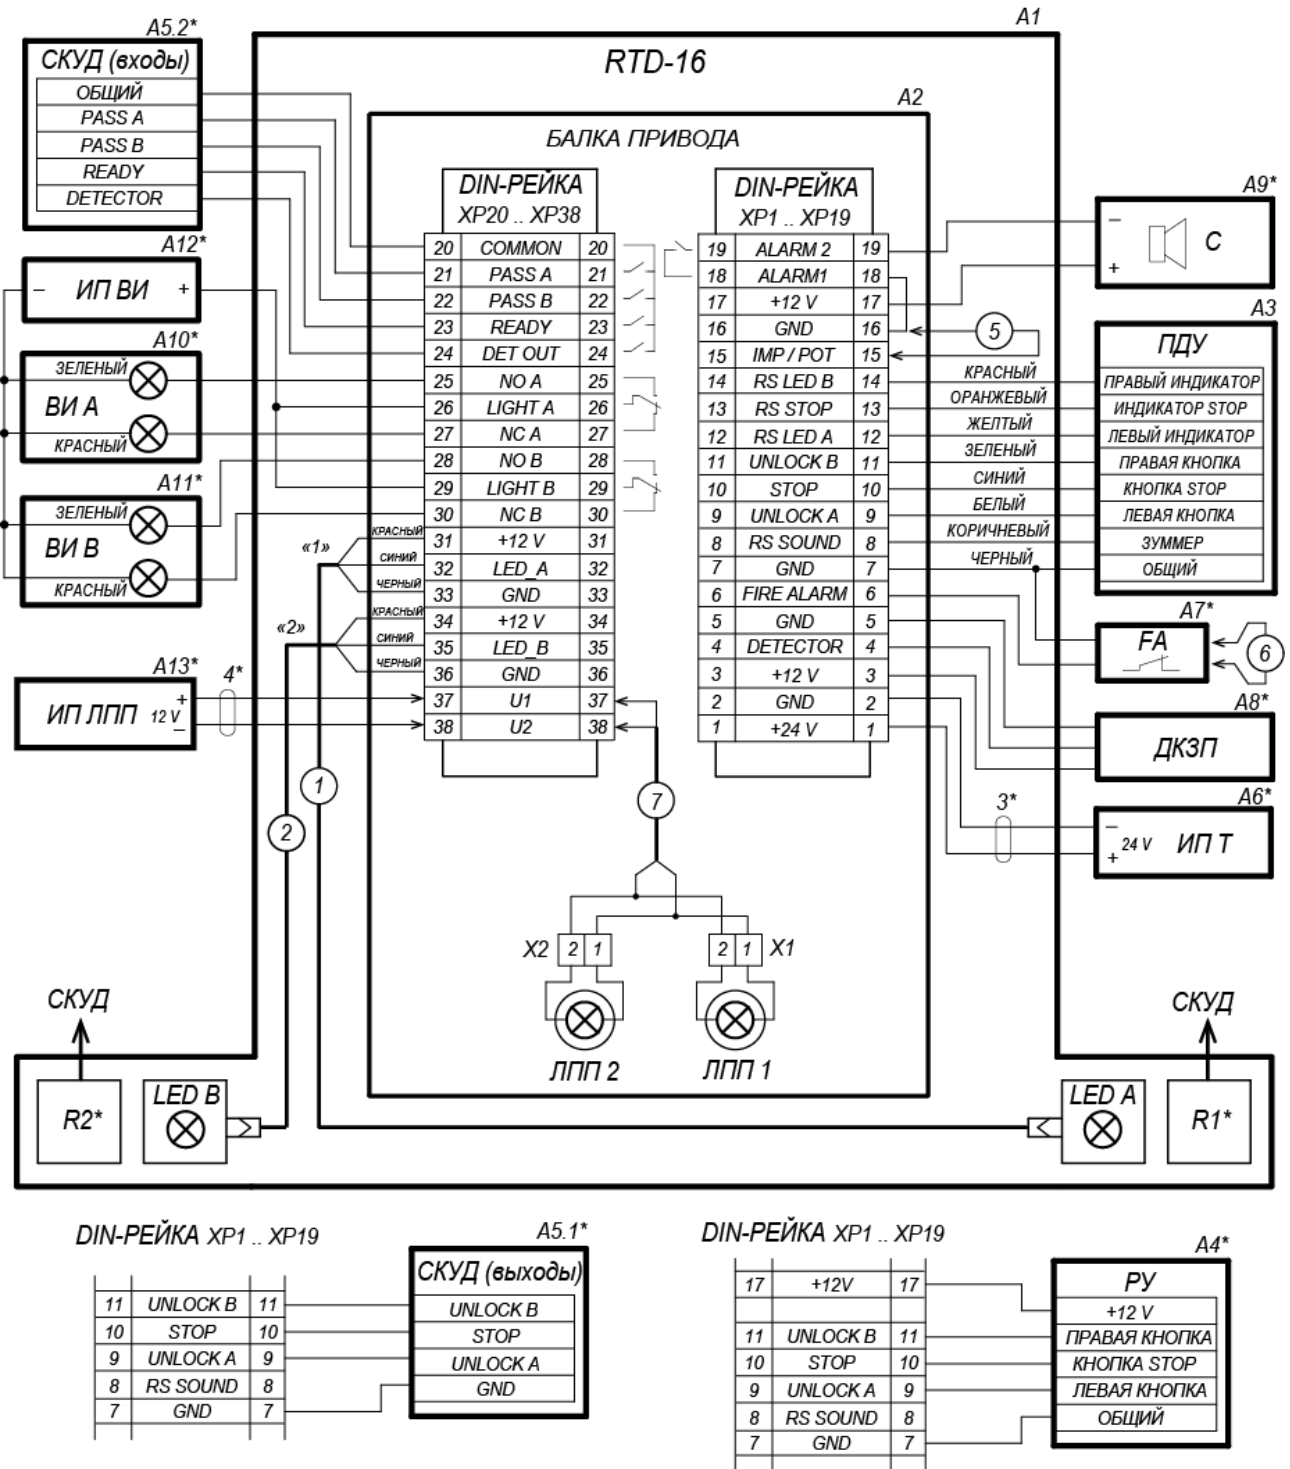 A1
RTD-16
A5.2*
СКУД (входы)
ОБЩИЙ
PASS A
PASS B
READY
DETECTOR
A12*
– ИП ВИ +
A10*
ЗЕЛЕНЫЙ
ВИ А
КРАСНЫЙ
A11*
ЗЕЛЕНЫЙ
ВИ В
КРАСНЫЙ
A13*
4*
ИП ЛПП 12 V
+
–
A2
БАЛКА ПРИВОДА
DIN-РЕЙКА
XP20 .. XP38
20 COMMON 20
21 PASS A 21
22 PASS B 22
23 READY 23
24 DET OUT 24
25 NO A 25
26 LIGHT A 26
27 NC A 27
28 NO B 28
29 LIGHT B 29
30 NC B 30
31 +12 V 31
32 LED_A 32
33 GND 33
34 +12 V 34
35 LED_B 35
36 GND 36
37 U1 37
38 U2 38
«1»
КРАСНЫЙ
СИНИЙ
ЧЕРНЫЙ
«2»
КРАСНЫЙ
СИНИЙ
ЧЕРНЫЙ
1
2
DIN-РЕЙКА
XP1 .. XP19
19 ALARM 2 19
18 ALARM1 18
17 +12 V 17
16 GND 16
15 IMP / POT 15
14 RS LED B 14
13 RS STOP 13
12 RS LED A 12
11 UNLOCK B 11
10 STOP 10
9 UNLOCK A 9
8 RS SOUND 8
7 GND 7
6 FIRE ALARM 6
5 GND 5
4 DETECTOR 4
3 +12 V 3
2 GND 2
1 +24 V 1
5
КРАСНЫЙ
ОРАНЖЕВЫЙ
ЖЕЛТЫЙ
ЗЕЛЕНЫЙ
СИНИЙ
БЕЛЫЙ
КОРИЧНЕВЫЙ
ЧЕРНЫЙ
A9*
–
+
С
A3
ПДУ
ПРАВЫЙ ИНДИКАТОР
ИНДИКАТОР STOP
ЛЕВЫЙ ИНДИКАТОР
ПРАВАЯ КНОПКА
КНОПКА STOP
ЛЕВАЯ КНОПКА
ЗУММЕР
ОБЩИЙ
A7*
FA
6
A8*
ДКЗП
A6*
3*
–
+
24 V ИП Т
7
X2 2 1
2 1 X1
ЛПП 2
ЛПП 1
СКУД
R2*
LED B
LED A
СКУД
R1*
DIN-РЕЙКА XP1 .. XP19
11 UNLOCK B 11
10 STOP 10
9 UNLOCK A 9
8 RS SOUND 8
7 GND 7
A5.1*
СКУД (выходы)
UNLOCK B
STOP
UNLOCK A
GND
DIN-РЕЙКА XP1 .. XP19
17 +12V 17
11 UNLOCK B 11
10 STOP 10
9 UNLOCK A 9
8 RS SOUND 8
7 GND 7
A4*
РУ
+12 V
ПРАВАЯ КНОПКА
КНОПКА STOP
ЛЕВАЯ КНОПКА
ОБЩИЙ